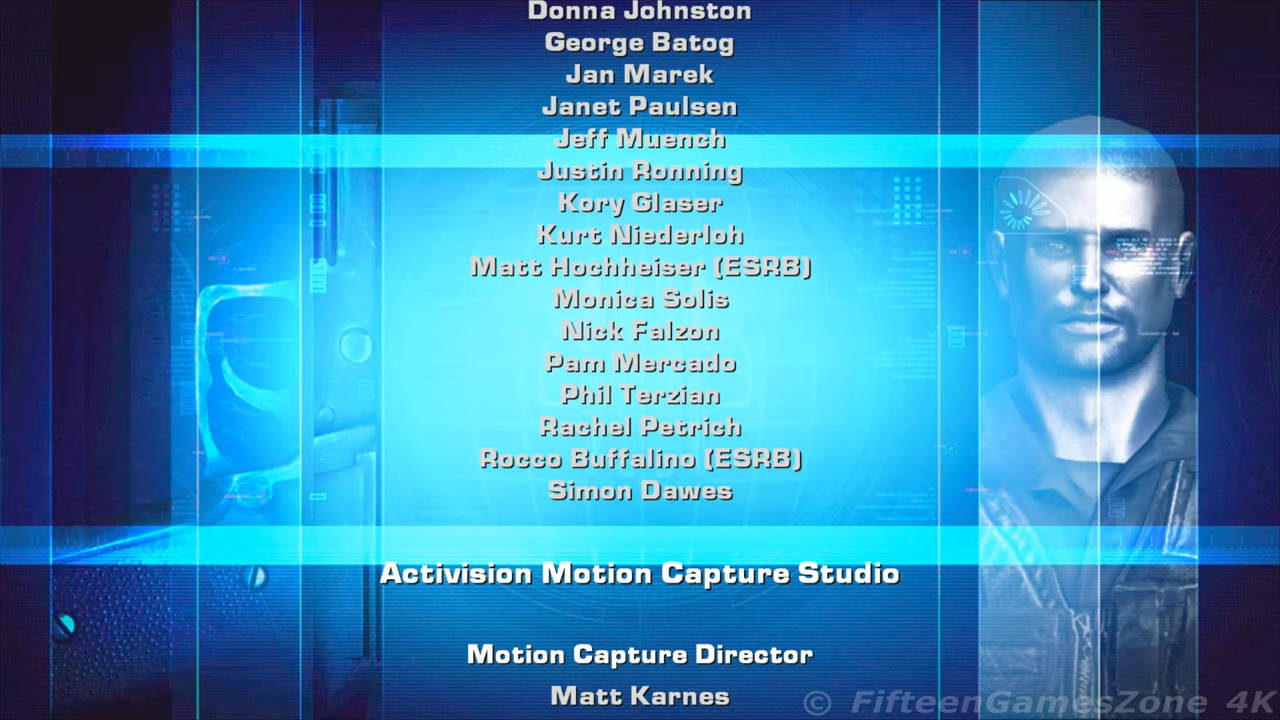 Donna Johnston
George Batog
Jan Marek
Janet Paulsen
Jeff Muench
Justin Ronning
Kory Glaser
Kurt Niederloh
Matt Hochheiser (ESRB)
Monica Solis
Nick Falzon
Pam Mercado
Phil Terzian
Rachel Petrich
Rocco Buffalino (ESRB)
Simon Dawes
Activision Motion Capture Studio
Motion Capture Director
Matt Karnes
© FifteenGamesZone 4K